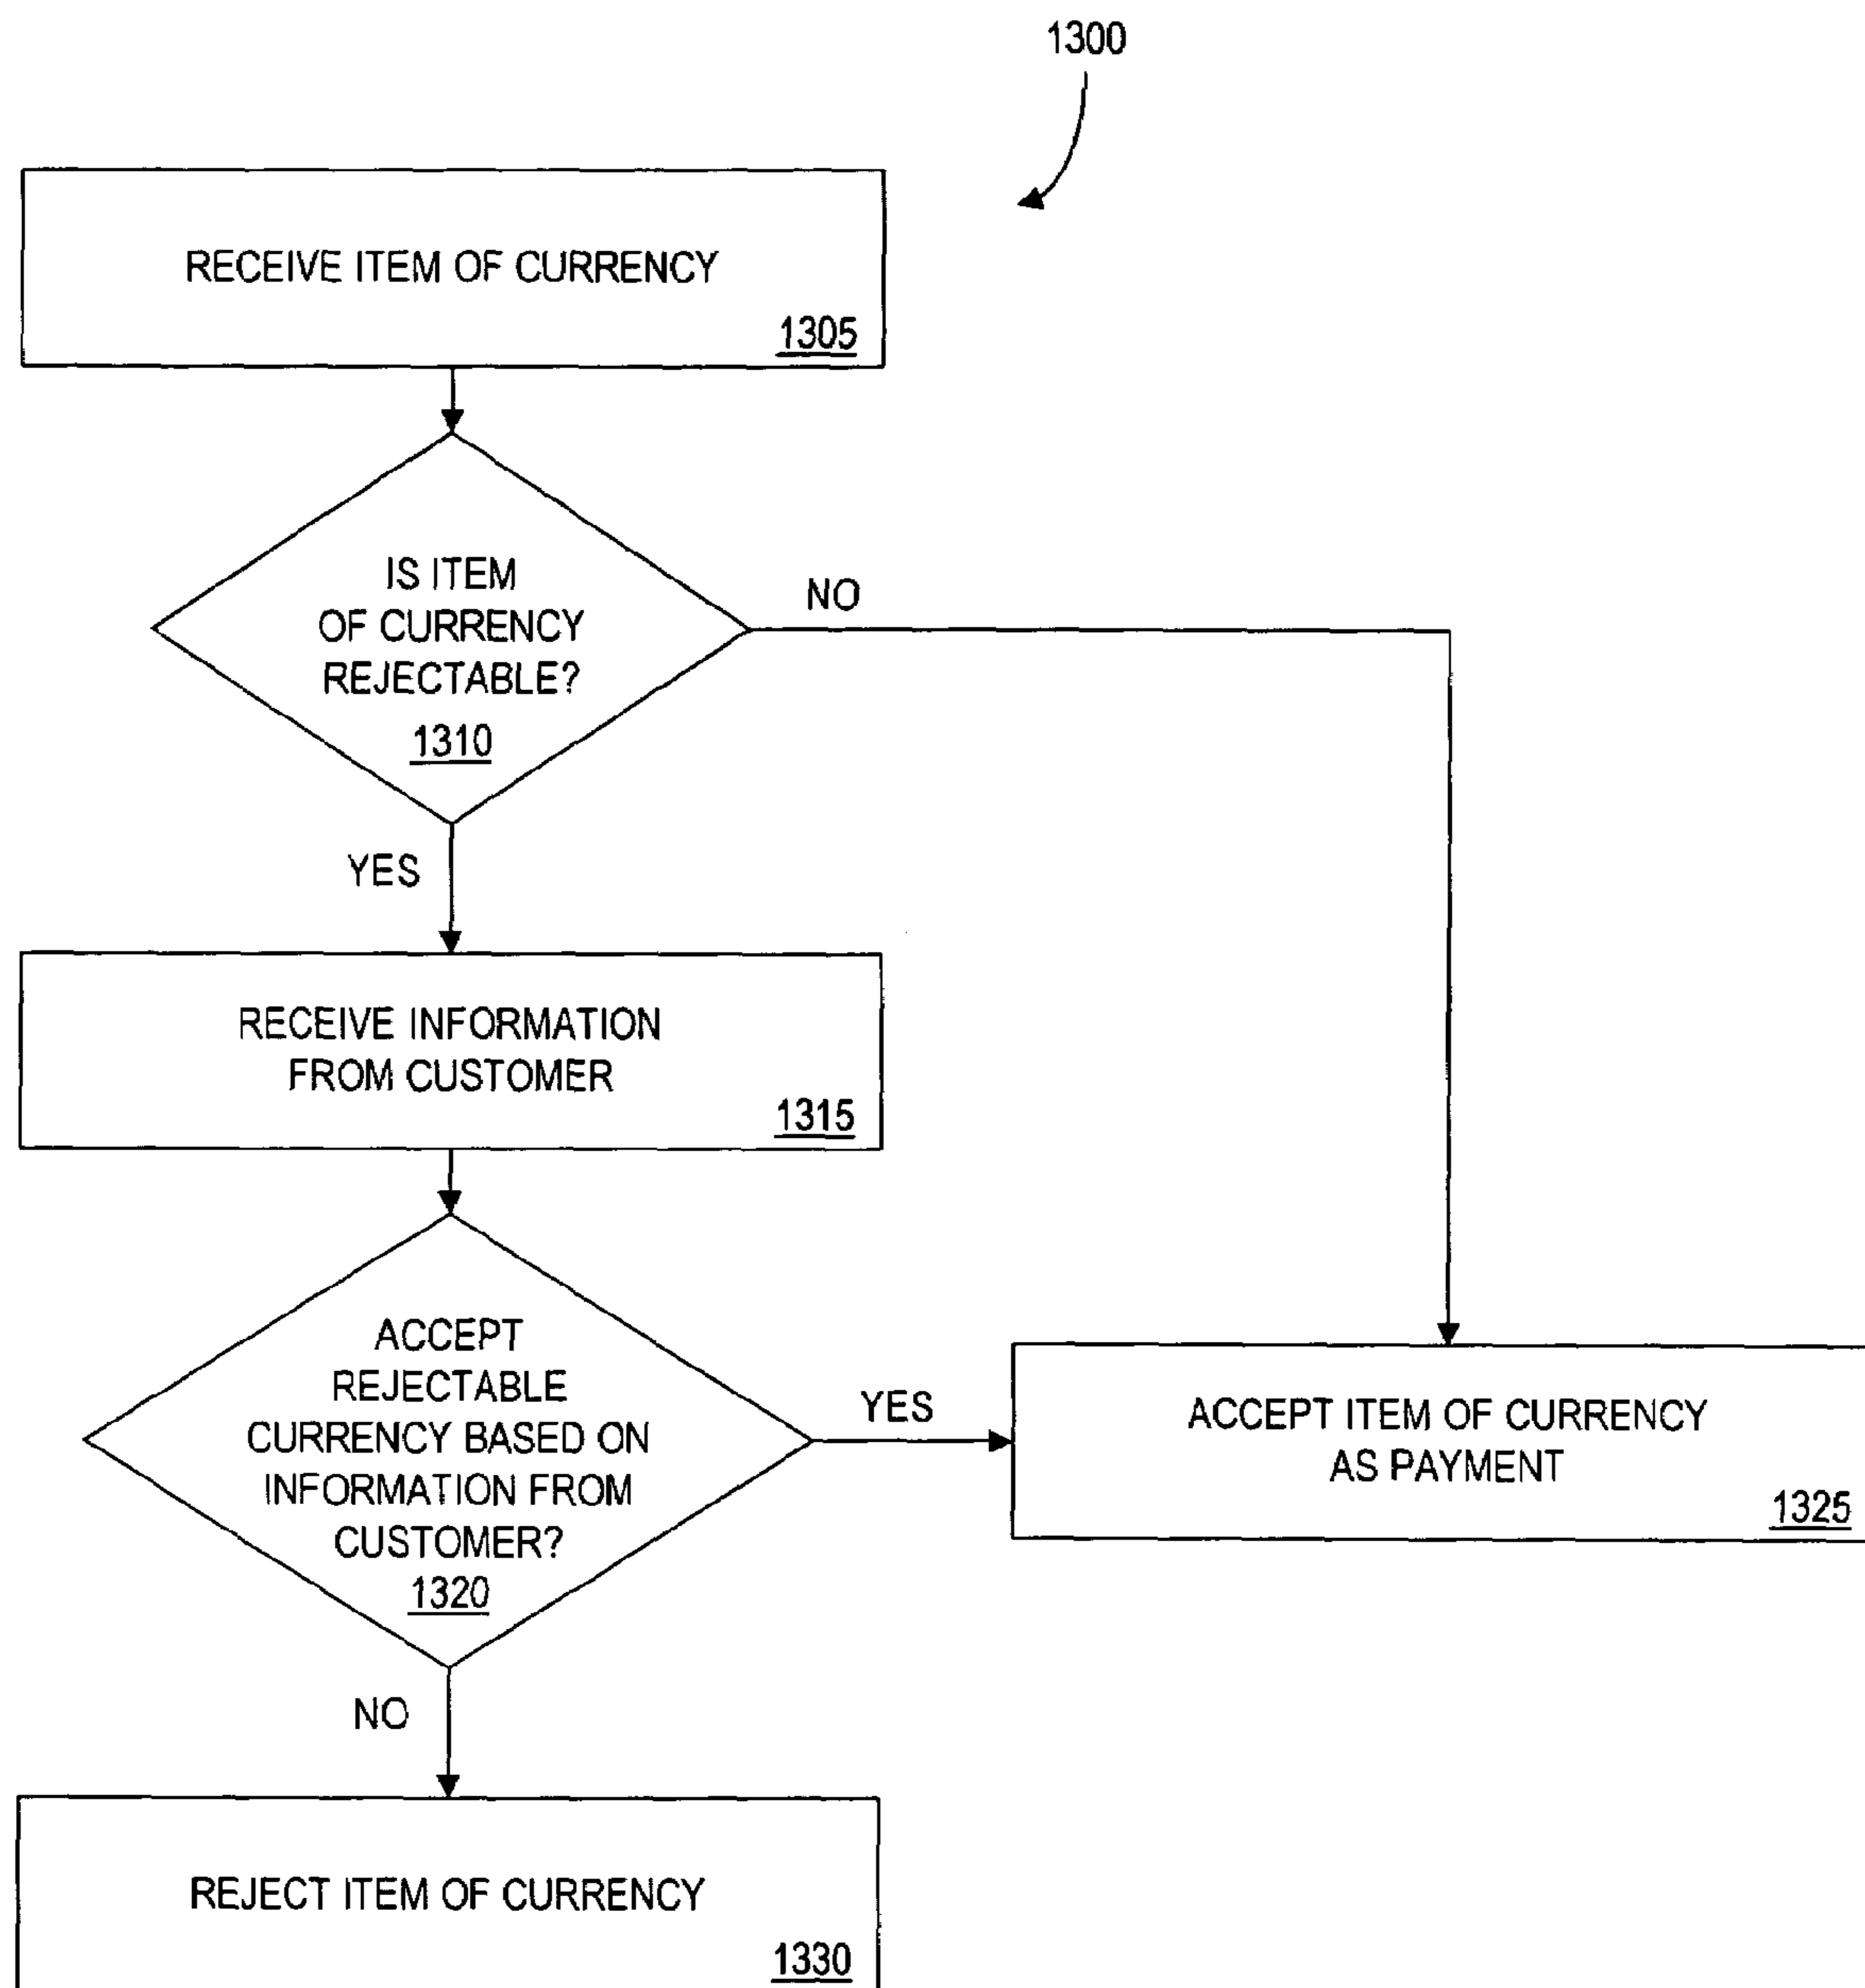 1300
RECEIVE ITEM OF CURRENCY
1305
IS ITEM
OF CURRENCY
REJECTABLE?
1310
NO
YES
RECEIVE INFORMATION
FROM CUSTOMER
1315
ACCEPT
REJECTABLE
CURRENCY BASED ON
INFORMATION FROM
CUSTOMER?
1320
YES
ACCEPT ITEM OF CURRENCY
AS PAYMENT
1325
NO
REJECT ITEM OF CURRENCY
1330